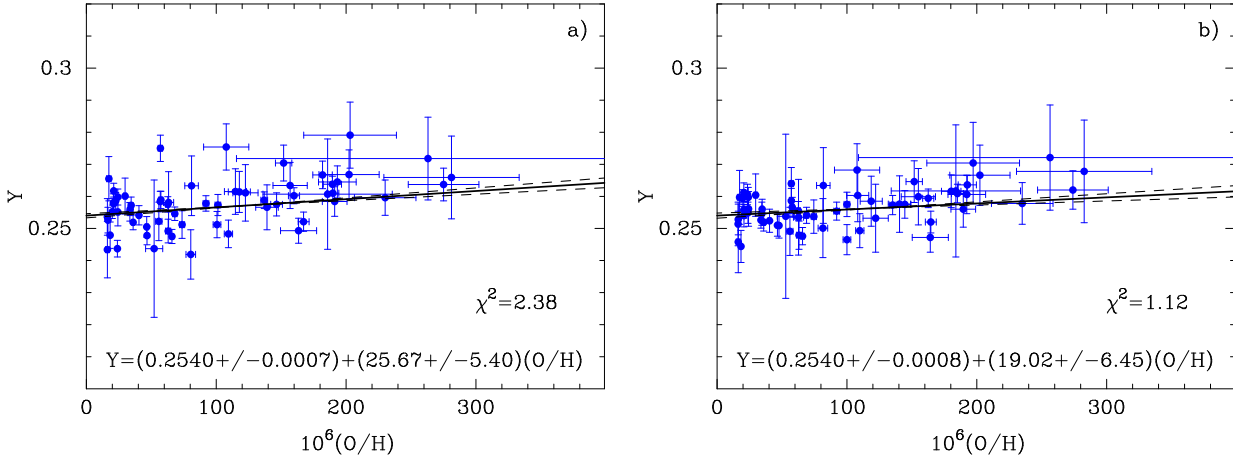 a)
0.3
Y
0.25
χ²=2.38
Y=(0.2540+/-0.0007)+(25.67+/-5.40)(O/H)
0 100 200 300
10⁶(O/H)
b)
0.3
Y
0.25
χ²=1.12
Y=(0.2540+/-0.0008)+(19.02+/-6.45)(O/H)
0 100 200 300
10⁶(O/H)